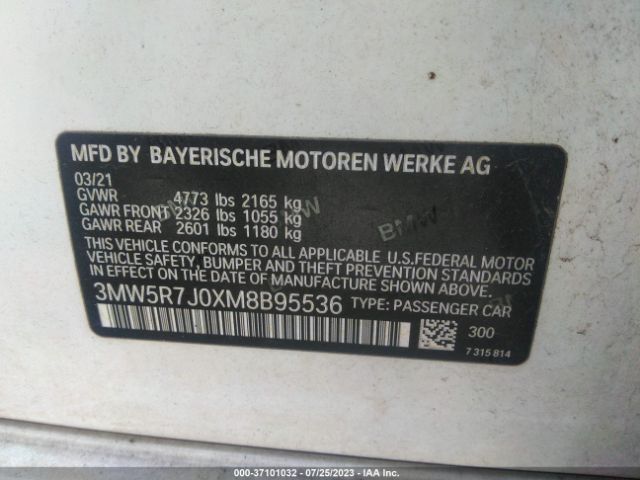 MFD BY BAYERISCHE MOTOREN WERKE AG
03/21
GVWR 4773 lbs 2165 kg
GAWR FRONT 2326 lbs 1055 kg
GAWR REAR 2601 lbs 1180 kg
THIS VEHICLE CONFORMS TO ALL APPLICABLE U.S.FEDERAL MOTOR
VEHICLE SAFETY, BUMPER AND THEFT PREVENTION STANDARDS
IN EFFECT ON THE DATE OF MANUFACTURE SHOWN ABOVE.
3MW5R7J0XM8B95536 TYPE: PASSENGER CAR
300
7 315 814
BMW
000-37101032 - 07/25/2023 - IAA Inc.